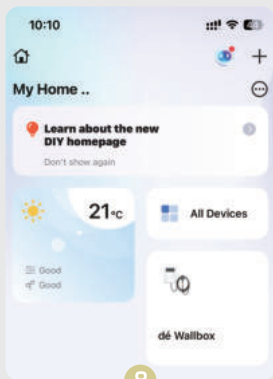 10:10
44
My Home ..
Learn about the new
DIY homepage
Don't show again
21°C
Good
Good
All Devices
dé Wallbox